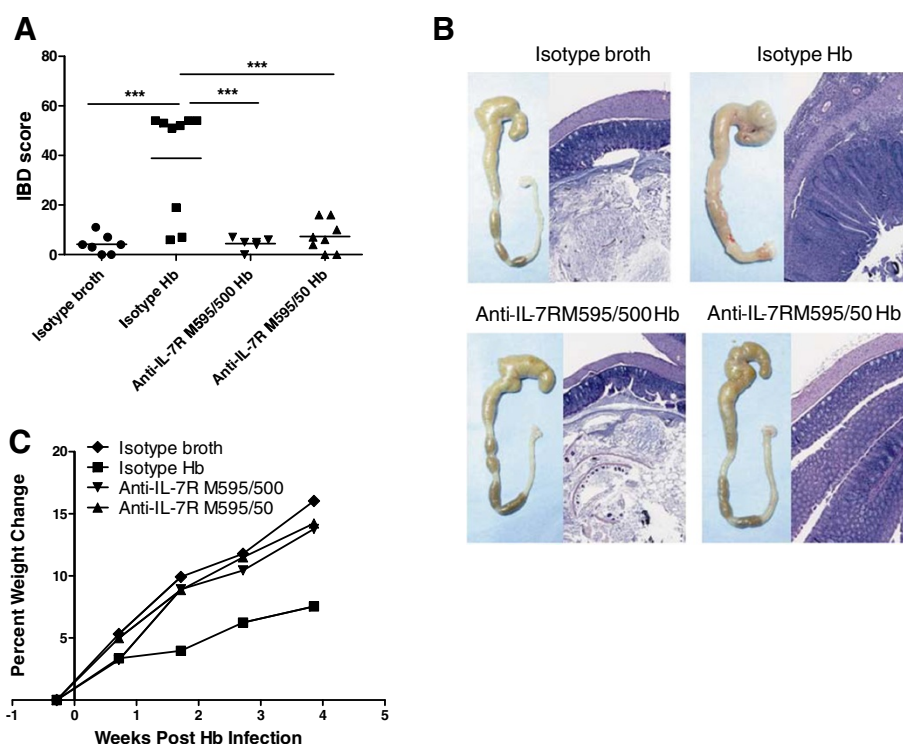 A
80
60
40
20
0
IBD score
***
***
***
Isotype broth
Isotype Hb
Anti-IL-7R M595/500 Hb
Anti-IL-7R M595/50 Hb
B
Isotype broth
Isotype Hb
Anti-IL-7RM595/500 Hb
Anti-IL-7RM595/50 Hb
C
20
15
10
5
Percent Weight Change
Isotype broth
Isotype Hb
Anti-IL-7R M595/500
Anti-IL-7R M595/50
-1 0 1 2 3 4 5
Weeks Post Hb Infection